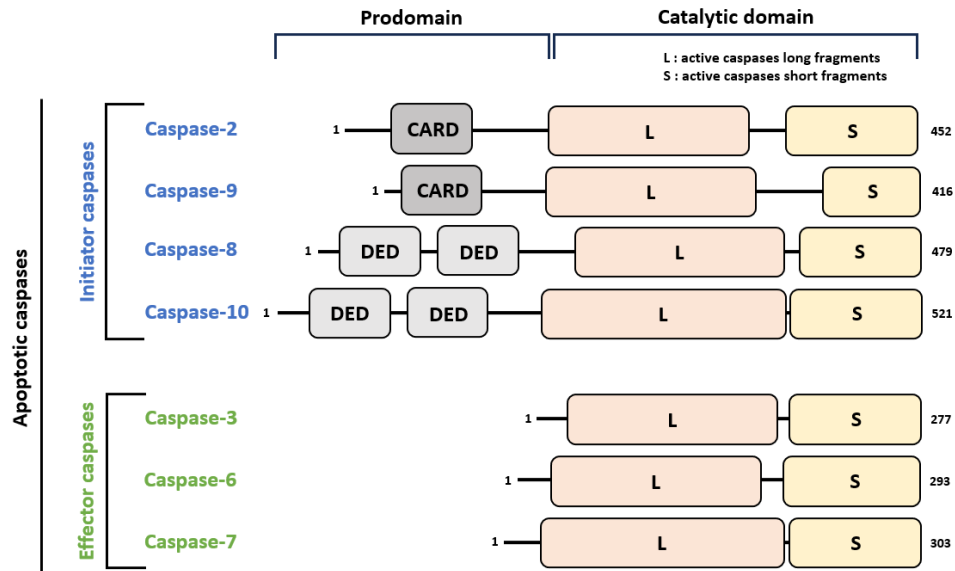 Prodomain
Catalytic domain
L : active caspases long fragments
S : active caspases short fragments
Apoptotic caspases
Initiator caspases
Caspase-2
1
CARD
L
S
452
Caspase-9
1
CARD
L
S
416
Caspase-8
1
DED
DED
L
S
479
Caspase-10
1
DED
DED
L
S
521
Effector caspases
Caspase-3
1
L
S
277
Caspase-6
1
L
S
293
Caspase-7
1
L
S
303